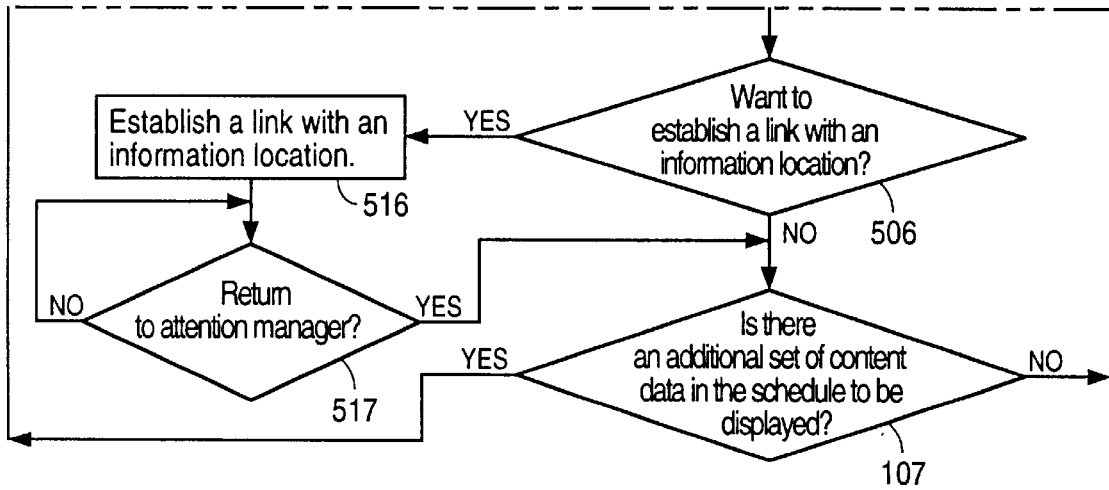 Want to
establish a link with an
information location?
YES
506
NO
Establish a link with an
information location.
516
Return
to attention manager?
NO
YES
517
Is there
an additional set of content
data in the schedule to be
displayed?
YES
NO
107